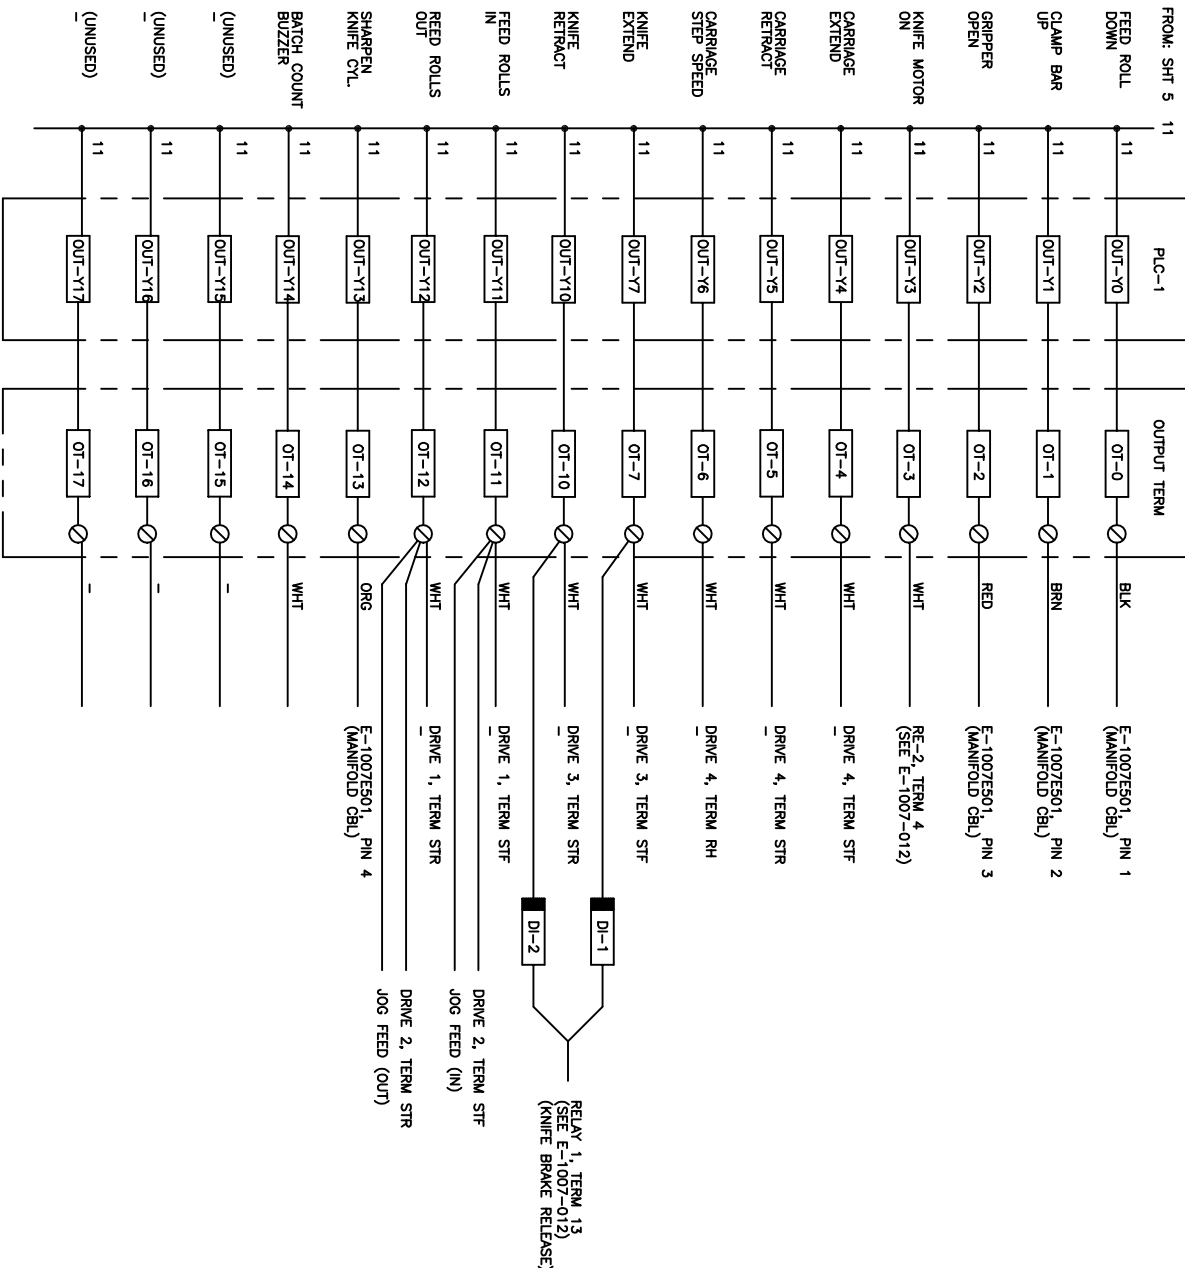 FROM: SHT 5
11
PLC-1
OUTPUT TERM
FEED ROLL
DOWN
11
OUT-Y0
OT-0
BLK
E-1007E501, PIN 1
(MANIFOLD CBL)
CLAMP BAR
UP
11
OUT-Y1
OT-1
BRN
E-1007E501, PIN 2
(MANIFOLD CBL)
GRIPPER
OPEN
11
OUT-Y2
OT-2
RED
E-1007E501, PIN 3
(MANIFOLD CBL)
KNIFE MOTOR
ON
11
OUT-Y3
OT-3
WHT
RE-2, TERM 4
(SEE E-1007-012)
CARRIAGE
EXTEND
11
OUT-Y4
OT-4
WHT
DRIVE 4, TERM STF
-
CARRIAGE
RETRACT
11
OUT-Y5
OT-5
WHT
DRIVE 4, TERM STR
-
CARRIAGE
STEP SPEED
11
OUT-Y6
OT-6
WHT
DRIVE 4, TERM RH
-
KNIFE
EXTEND
11
OUT-Y7
OT-7
WHT
DRIVE 3, TERM STF
-
DI-1
KNIFE
RETRACT
11
OUT-Y10
OT-10
WHT
DRIVE 3, TERM STR
-
DI-2
RELAY 1, TERM 13
(SEE E-1007-012)
(KNIFE BRAKE RELEASE)
FEED ROLLS
IN
11
OUT-Y11
OT-11
WHT
DRIVE 1, TERM STF
-
DRIVE 2, TERM STF
JOG FEED (IN)
REED ROLLS
OUT
11
OUT-Y12
OT-12
WHT
DRIVE 1, TERM STR
-
DRIVE 2, TERM STR
JOG FEED (OUT)
SHARPEN
KNIFE CYL.
11
OUT-Y13
OT-13
ORG
E-1007E501, PIN 4
(MANIFOLD CBL)
BATCH COUNT
BUZZER
11
OUT-Y14
OT-14
WHT
(UNUSED)
-
11
OUT-Y15
OT-15
-
(UNUSED)
-
11
OUT-Y16
OT-16
-
(UNUSED)
-
11
OUT-Y17
OT-17
-